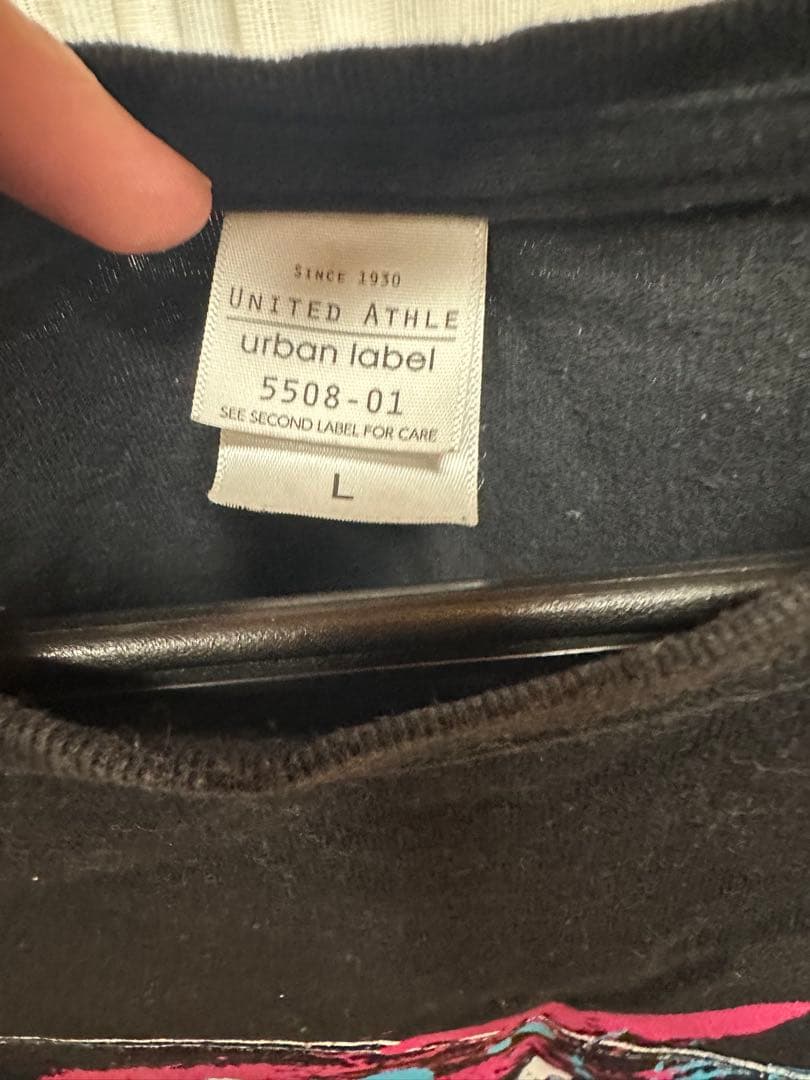 SINCE 1930
UNITED ATHLE
urban label
5508-01
SEE SECOND LABEL FOR CARE
L